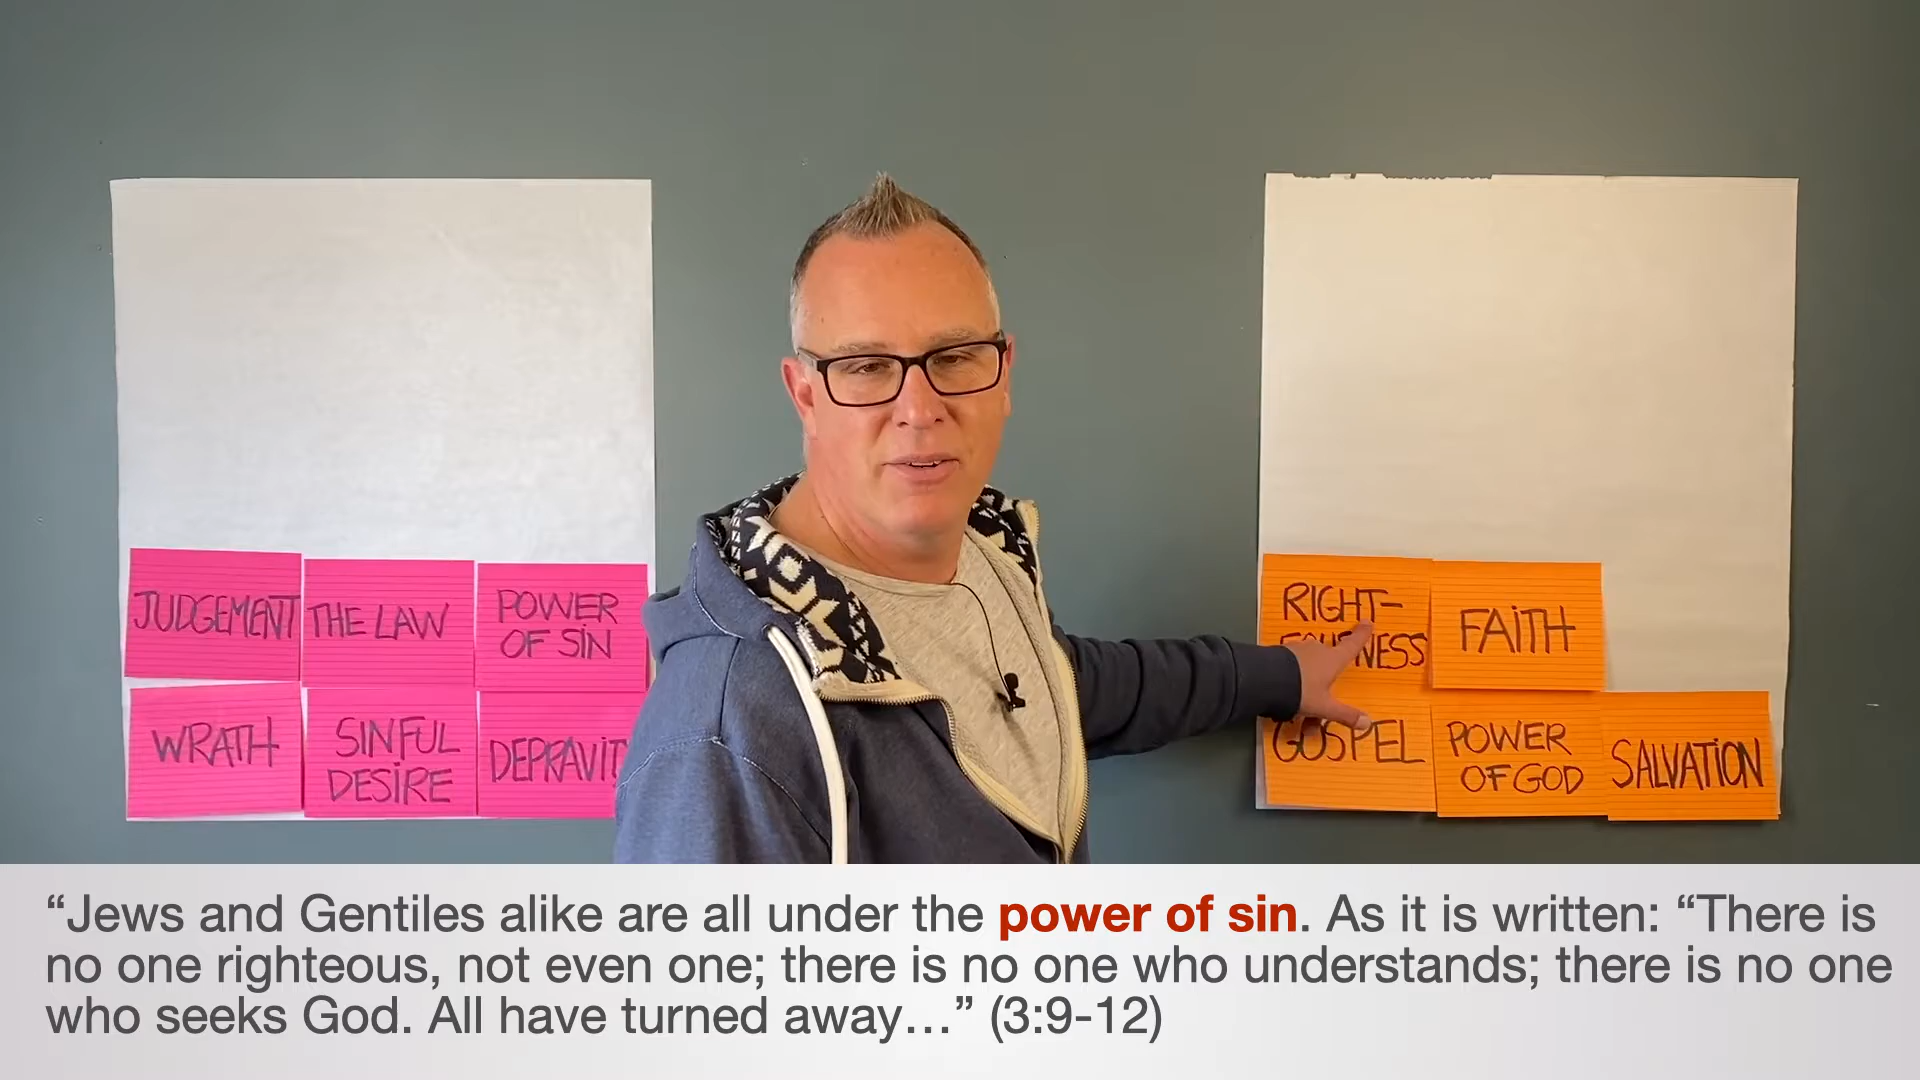 JUDGEMENT
THE LAW
POWER
OF SIN
WRATH
SINFUL
DESIRE
RIGHT-
FAITH
GOSPEL
POWER
OF GOD
SALVATION
“Jews and Gentiles alike are all under the power of sin. As it is written: “There is
no one righteous, not even one; there is no one who understands; there is no one
who seeks God. All have turned away…” (3:9-12)